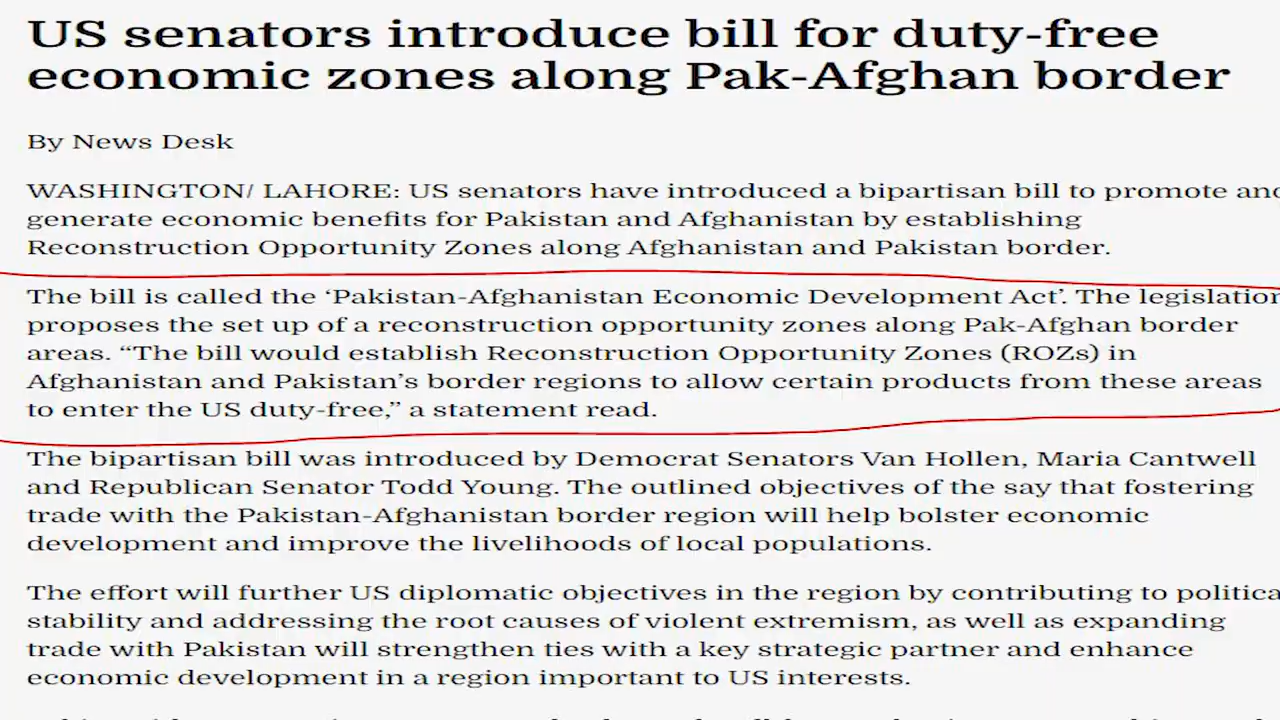 US senators introduce bill for duty-free
economic zones along Pak-Afghan border
By News Desk
WASHINGTON/ LAHORE: US senators have introduced a bipartisan bill to promote and
generate economic benefits for Pakistan and Afghanistan by establishing
Reconstruction Opportunity Zones along Afghanistan and Pakistan border.
The bill is called the ‘Pakistan-Afghanistan Economic Development Act’. The legislation
proposes the set up of a reconstruction opportunity zones along Pak-Afghan border
areas. “The bill would establish Reconstruction Opportunity Zones (ROZs) in
Afghanistan and Pakistan’s border regions to allow certain products from these areas
to enter the US duty-free,” a statement read.
The bipartisan bill was introduced by Democrat Senators Van Hollen, Maria Cantwell
and Republican Senator Todd Young. The outlined objectives of the say that fostering
trade with the Pakistan-Afghanistan border region will help bolster economic
development and improve the livelihoods of local populations.
The effort will further US diplomatic objectives in the region by contributing to politica
stability and addressing the root causes of violent extremism, as well as expanding
trade with Pakistan will strengthen ties with a key strategic partner and enhance
economic development in a region important to US interests.